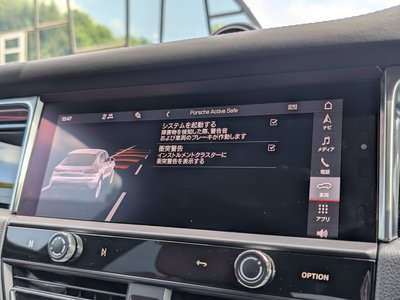 Porsche Active Safe
システムを起動する
障害物を検知した際、警告音
および車両のブレーキが作動します
衝突警告
インストルメントクラスターに
衝突警告を表示する
ナビ
メディア
電話
車両
アプリ
OPTION